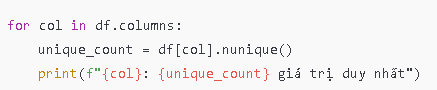 for col in df.columns:
    unique_count = df[col].nunique()
    print(f"{col}: {unique_count} giá trị duy nhất")